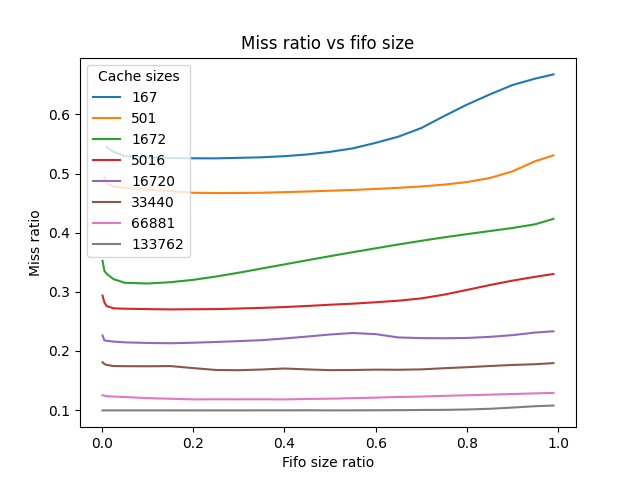 Miss ratio vs fifo size
Cache sizes
167
501
1672
5016
16720
33440
66881
133762
Miss ratio
0.6
0.5
0.4
0.3
0.2
0.1
0.0 0.2 0.4 0.6 0.8 1.0
Fifo size ratio